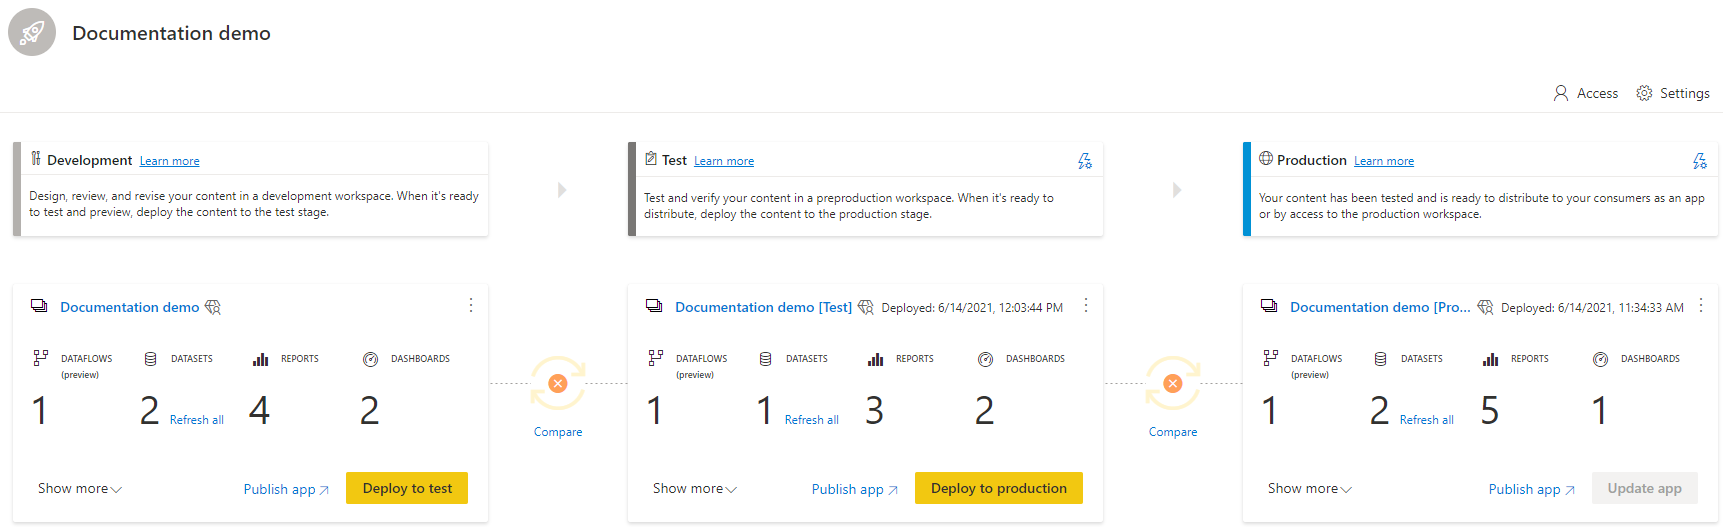 Documentation demo
Access
Settings
Development Learn more
Design, review, and revise your content in a development workspace. When it's ready
to test and preview, deploy the content to the test stage.
Test Learn more
Test and verify your content in a preproduction workspace. When it's ready to
distribute, deploy the content to the production stage.
Production Learn more
Your content has been tested and is ready to distribute to your consumers as an app
or by access to the production workspace.
Documentation demo
DATAFLOWS
(preview)
DATASETS
REPORTS
DASHBOARDS
1
2 Refresh all
4
2
Show more
Publish app
Deploy to test
Compare
Documentation demo [Test] Deployed: 6/14/2021, 12:03:44 PM
DATAFLOWS
(preview)
DATASETS
REPORTS
DASHBOARDS
1
1 Refresh all
3
2
Show more
Publish app
Deploy to production
Compare
Documentation demo [Pro... Deployed: 6/14/2021, 11:34:33 AM
DATAFLOWS
(preview)
DATASETS
REPORTS
DASHBOARDS
1
2 Refresh all
5
1
Show more
Publish app
Update app